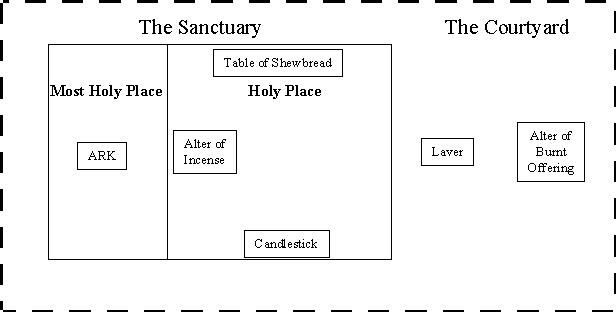 The Sanctuary
The Courtyard
Table of Shewbread
Most Holy Place
Holy Place
ARK
Alter of
Incense
Laver
Alter of
Burnt
Offering
Candlestick